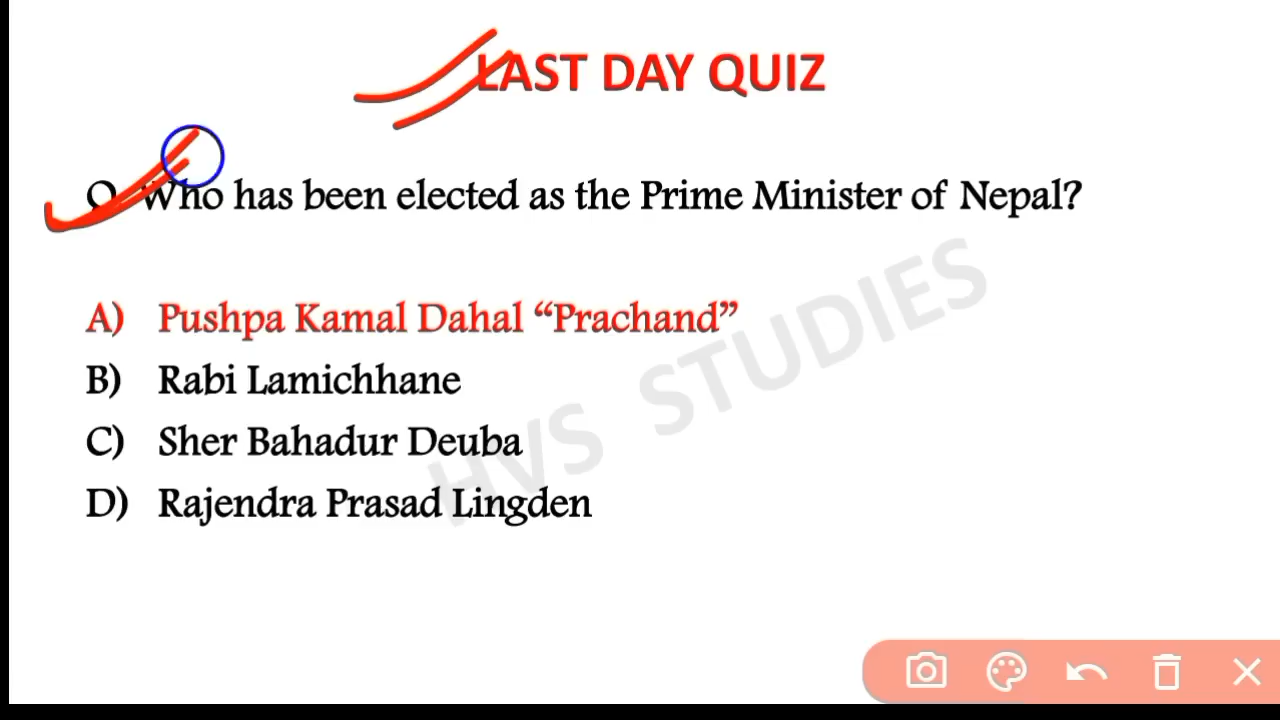 LAST DAY QUIZ
Q. Who has been elected as the Prime Minister of Nepal?
A) Pushpa Kamal Dahal “Prachand”
B) Rabi Lamichhane
C) Sher Bahadur Deuba
D) Rajendra Prasad Lingden
HVS STUDIES